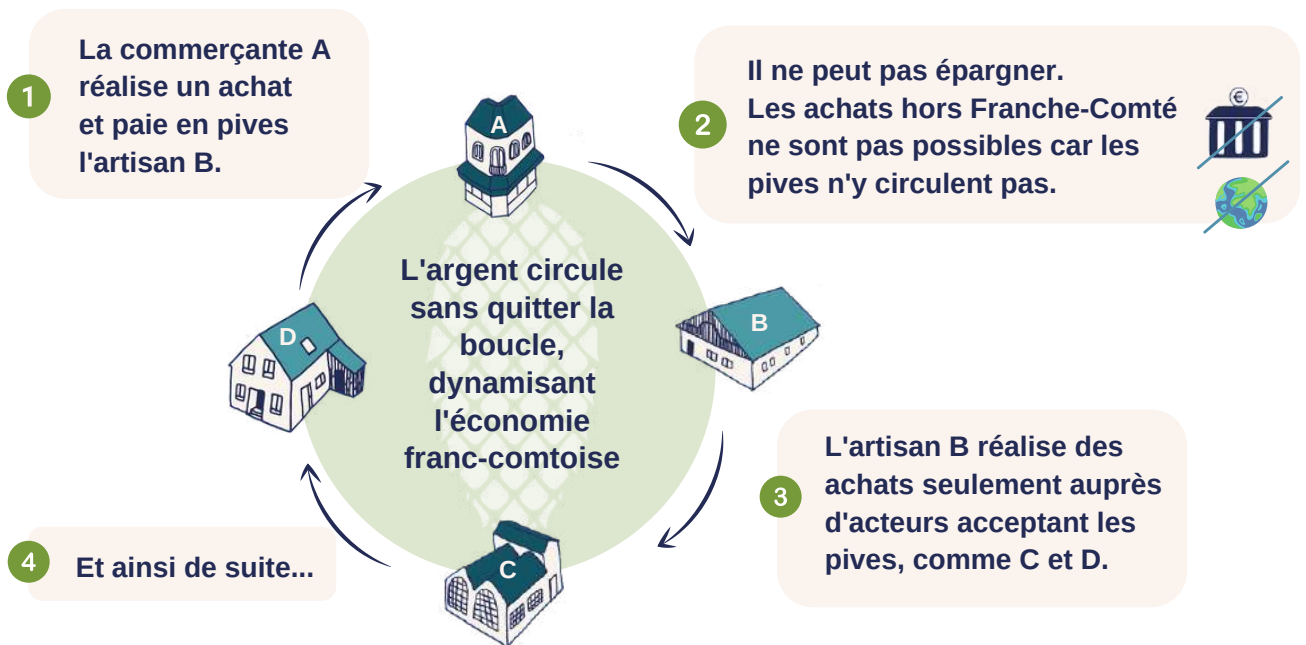 1
La commerçante A
réalise un achat
et paie en pives
l'artisan B.
2
Il ne peut pas épargner.
Les achats hors Franche-Comté
ne sont pas possibles car les
pives n'y circulent pas.
€
A
B
C
D
L'argent circule
sans quitter la
boucle,
dynamisant
l'économie
franc-comtoise
3
L'artisan B réalise des
achats seulement auprès
d'acteurs acceptant les
pives, comme C et D.
4
Et ainsi de suite...